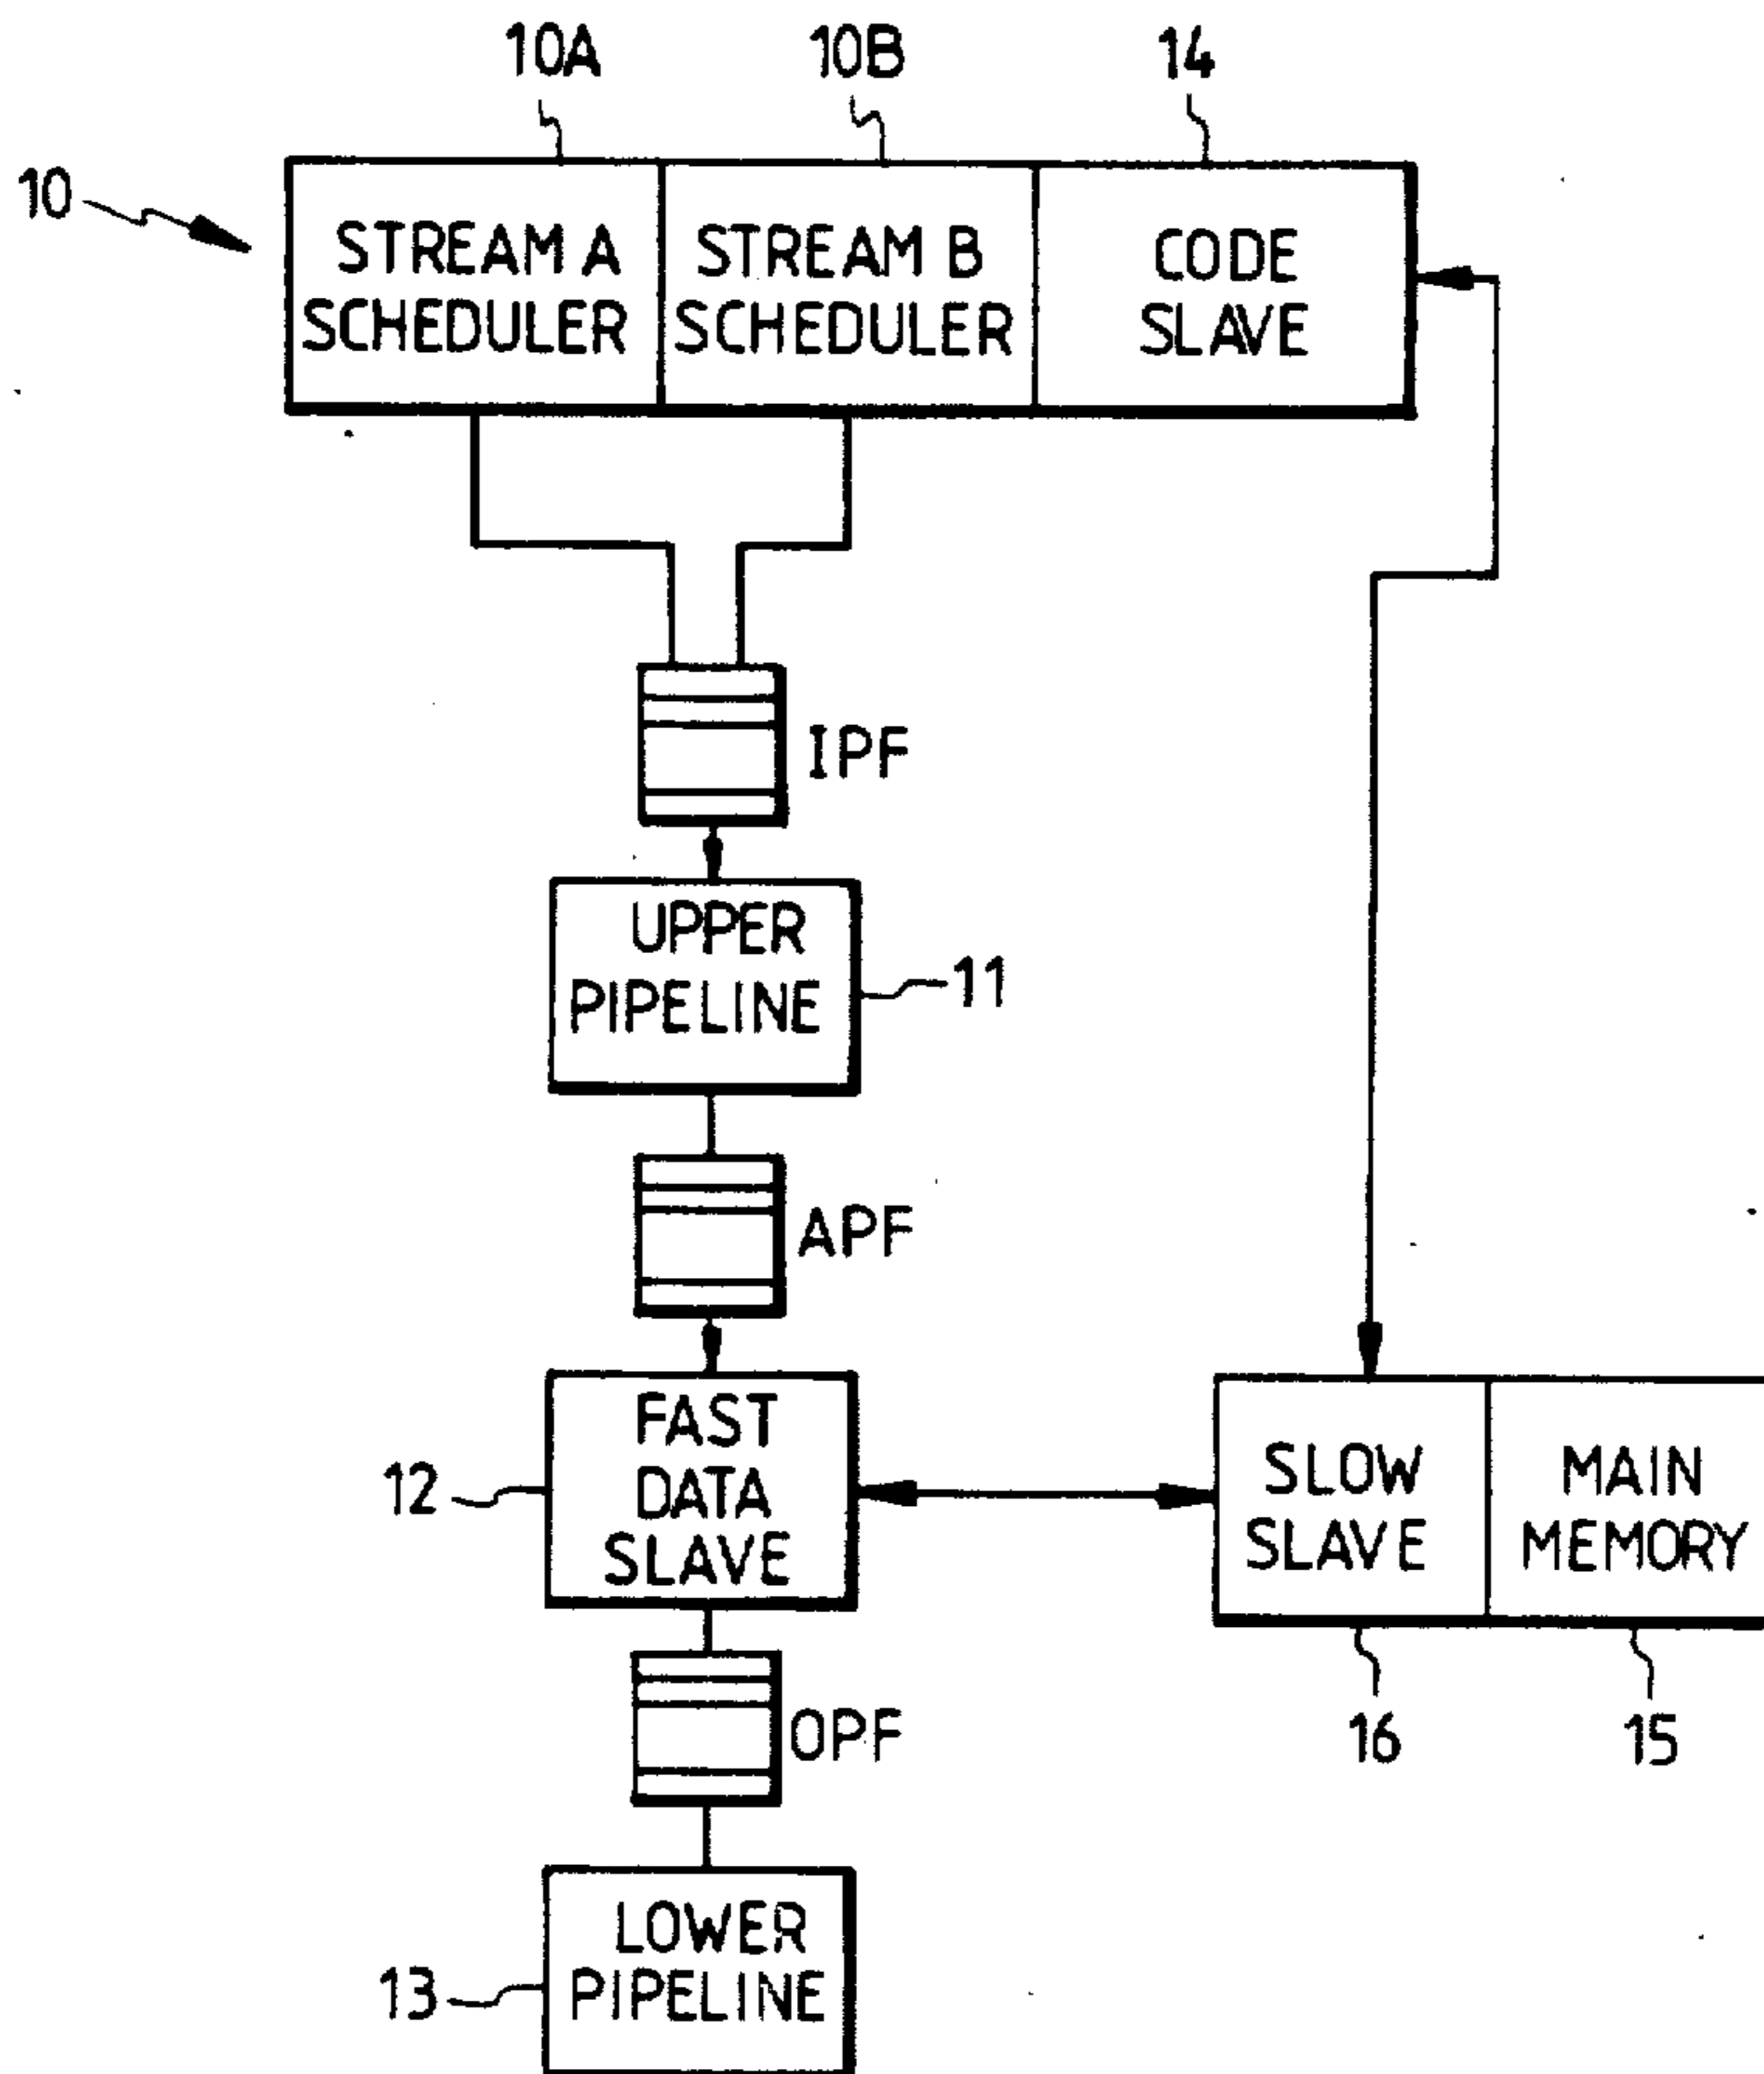 10A 10B 14
10
STREAM A
SCHEDULER
STREAM B
SCHEDULER
CODE
SLAVE
IPF
UPPER
PIPELINE
11
APF
FAST
DATA
SLAVE
12
SLOW
SLAVE
MAIN
MEMORY
16 15
OPF
LOWER
PIPELINE
13